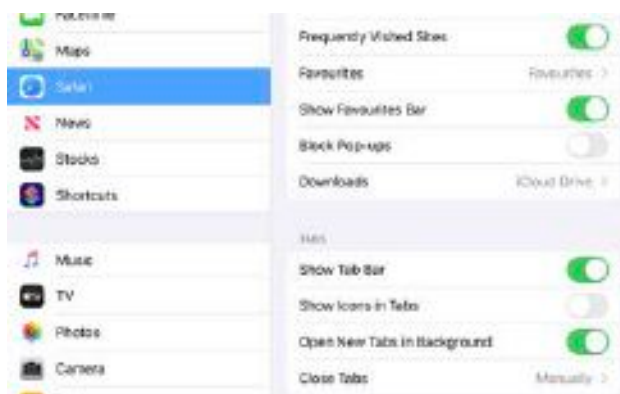 FaceTime
Maps
Safari
News
Stocks
Shortcuts
Music
TV
Photos
Camera
Frequently Visited Sites
Favourites Favourites >
Show Favourites Bar
Block Pop-ups
Downloads iCloud Drive >
TABS
Show Tab Bar
Show Icons in Tabs
Open New Tabs in Background
Close Tabs Manually >